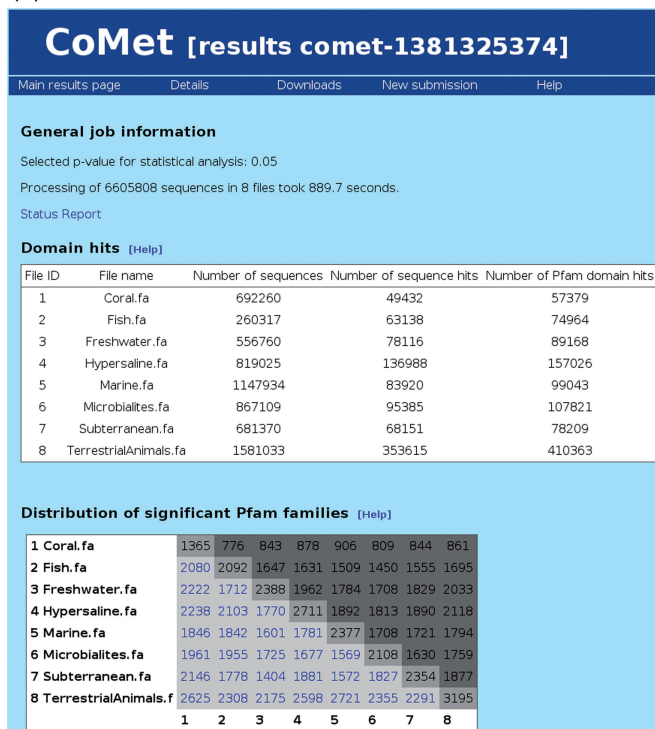 CoMet [results comet-1381325374]
Main results page Details Downloads New submission Help
General job information
Selected p-value for statistical analysis: 0.05
Processing of 6605808 sequences in 8 files took 889.7 seconds.
Status Report
Domain hits [Help]
File ID File name Number of sequences Number of sequence hits Number of Pfam domain hits
1 Coral.fa 692260 49432 57379
2 Fish.fa 260317 63138 74964
3 Freshwater.fa 556760 78116 89168
4 Hypersaline.fa 819025 136988 157026
5 Marine.fa 1147934 83920 99043
6 Microbialites.fa 867109 95385 107821
7 Subterranean.fa 681370 68151 78209
8 TerrestrialAnimals.fa 1581033 353615 410363
Distribution of significant Pfam families [Help]
1 Coral.fa 1365 776 843 878 906 809 844 861
2 Fish.fa 2080 2092 1647 1631 1509 1450 1555 1695
3 Freshwater.fa 2222 1712 2388 1962 1784 1708 1829 2033
4 Hypersaline.fa 2238 2103 1770 2711 1892 1813 1890 2118
5 Marine.fa 1846 1842 1601 1781 2377 1708 1721 1794
6 Microbialites.fa 1961 1955 1725 1677 1569 2108 1630 1759
7 Subterranean.fa 2146 1778 1404 1881 1572 1827 2354 1877
8 TerrestrialAnimals.f 2625 2308 2175 2598 2721 2355 2291 3195
1 2 3 4 5 6 7 8